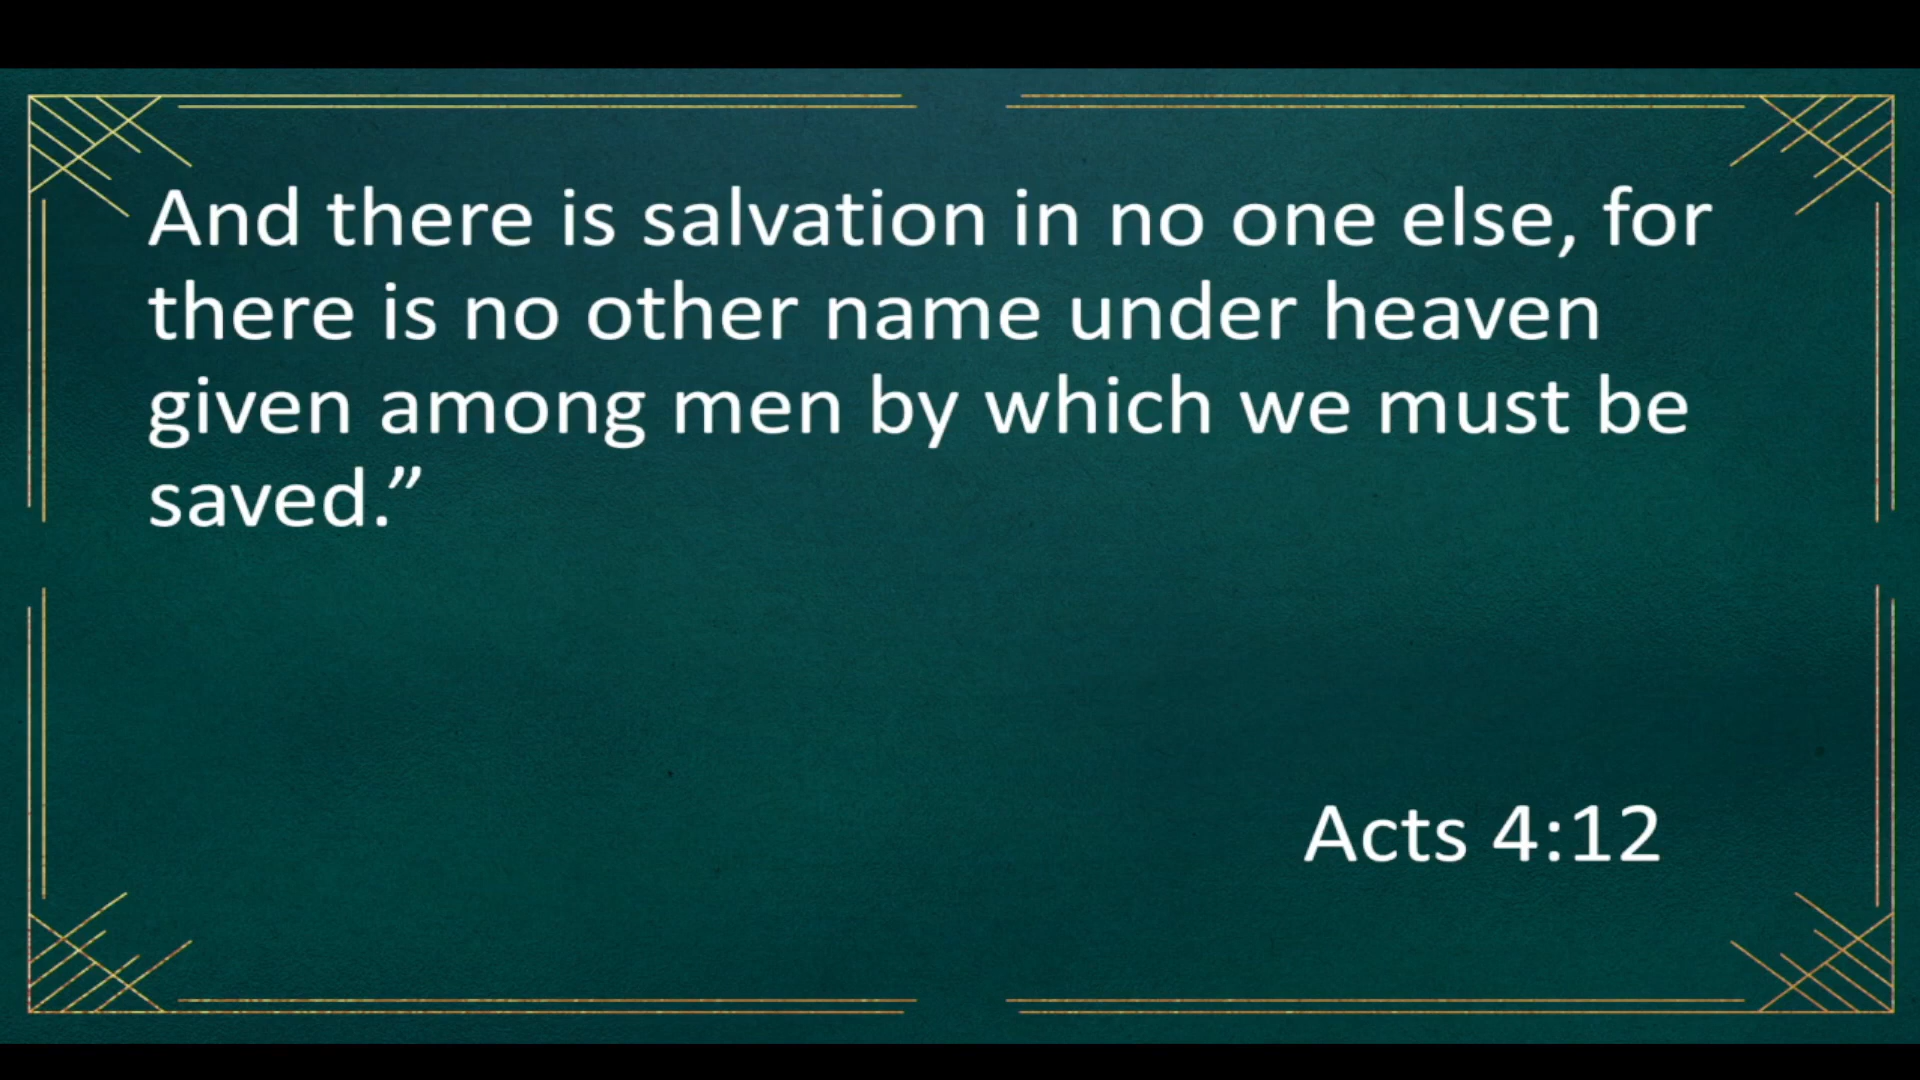 And there is salvation in no one else, for
there is no other name under heaven
given among men by which we must be
saved.”
Acts 4:12